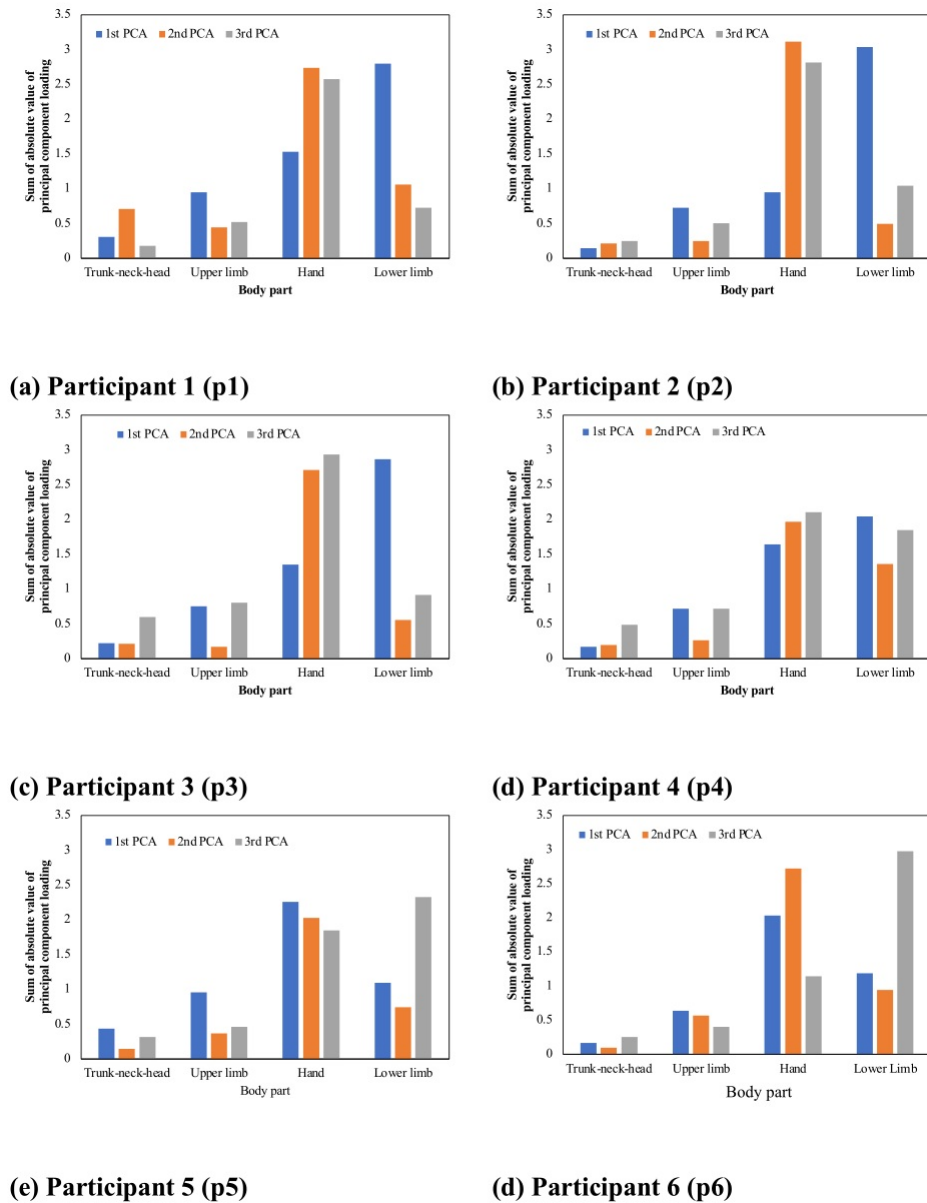 Sum of absolute value of
principal component loading
3.5
3
2.5
2
1.5
1
0.5
0
1st PCA 2nd PCA 3rd PCA
Trunk-neck-head Upper limb Hand Lower limb
Body part
(a) Participant 1 (p1)
Sum of absolute value of
principal component loading
3.5
3
2.5
2
1.5
1
0.5
0
1st PCA 2nd PCA 3rd PCA
Trunk-neck-head Upper limb Hand Lower limb
Body part
(b) Participant 2 (p2)
Sum of absolute value of
principal component loading
3.5
3
2.5
2
1.5
1
0.5
0
1st PCA 2nd PCA 3rd PCA
Trunk-neck-head Upper limb Hand Lower limb
Body part
(c) Participant 3 (p3)
Sum of absolute value of
principal component loading
3.5
3
2.5
2
1.5
1
0.5
0
1st PCA 2nd PCA 3rd PCA
Trunk-neck-head Upper limb Hand Lower limb
Body part
(d) Participant 4 (p4)
Sum of absolute value of
principal component loading
3.5
3
2.5
2
1.5
1
0.5
0
1st PCA 2nd PCA 3rd PCA
Trunk-neck-head Upper limb Hand Lower limb
Body part
(e) Participant 5 (p5)
Sum of absolute value of
principal component loading
3.5
3
2.5
2
1.5
1
0.5
0
1st PCA 2nd PCA 3rd PCA
Trunk-neck-head Upper limb Hand Lower Limb
Body part
(d) Participant 6 (p6)